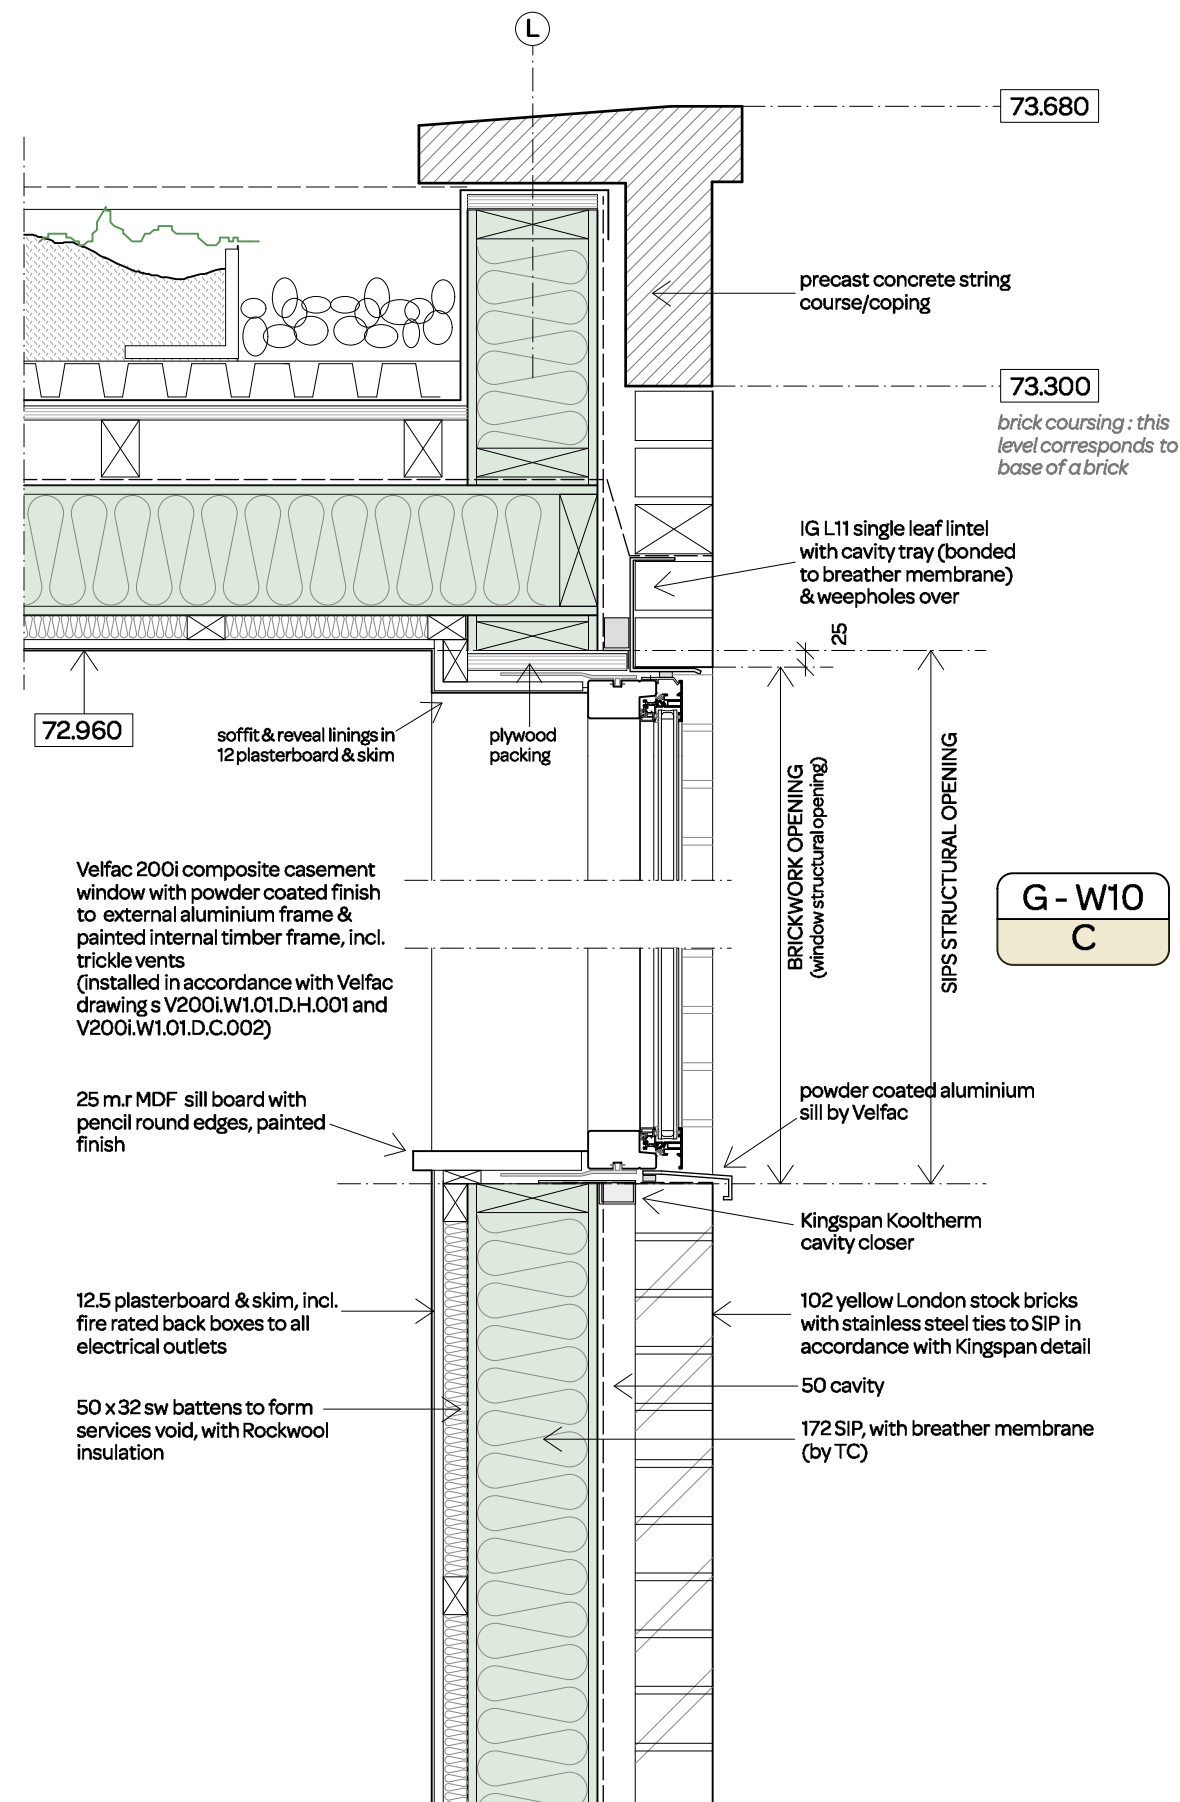 L
73.680
precast concrete string
course/coping
73.300
brick coursing : this
level corresponds to
base of a brick
IG L11 single leaf lintel
with cavity tray (bonded
to breather membrane)
& weepholes over
25
72.960
soffit & reveal linings in
12 plasterboard & skim
plywood
packing
BRICKWORK OPENING
(window structural opening)
SIPS STRUCTURAL OPENING
Velfac 200i composite casement
window with powder coated finish
to external aluminium frame &
painted internal timber frame, incl.
trickle vents
(installed in accordance with Velfac
drawing s V200i.W1.01.D.H.001 and
V200i.W1.01.D.C.002)
G - W10
C
25 m.r MDF sill board with
pencil round edges, painted
finish
powder coated aluminium
sill by Velfac
Kingspan Kooltherm
cavity closer
12.5 plasterboard & skim, incl.
fire rated back boxes to all
electrical outlets
102 yellow London stock bricks
with stainless steel ties to SIP in
accordance with Kingspan detail
50 cavity
50 x 32 sw battens to form
services void, with Rockwool
insulation
172 SIP, with breather membrane
(by TC)